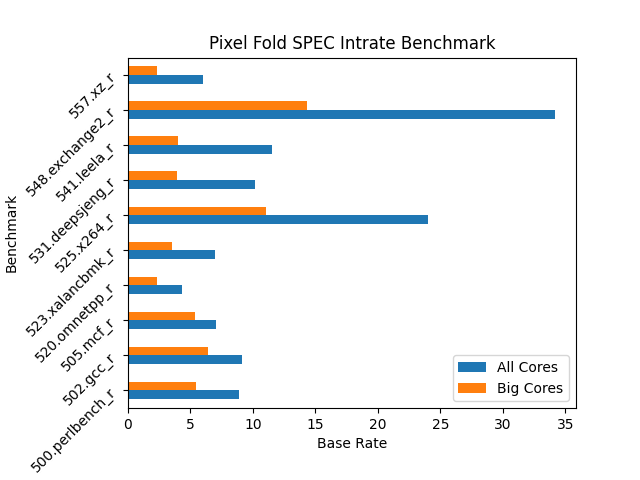 Pixel Fold SPEC Intrate Benchmark
Benchmark
557.xz_r
548.exchange2_r
541.leela_r
531.deepsjeng_r
525.x264_r
523.xalancbmk_r
520.omnetpp_r
505.mcf_r
502.gcc_r
500.perlbench_r
All Cores
Big Cores
0 5 10 15 20 25 30 35
Base Rate